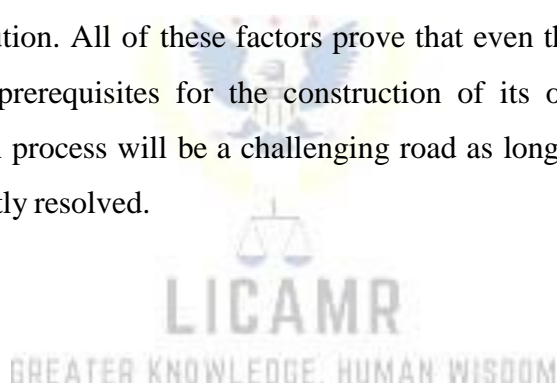 ution. All of these factors prove that even th
prerequisites for the construction of its o
process will be a challenging road as long
tly resolved.
LICAMR
GREATER KNOWLEDGE, HUMAN WISDOM